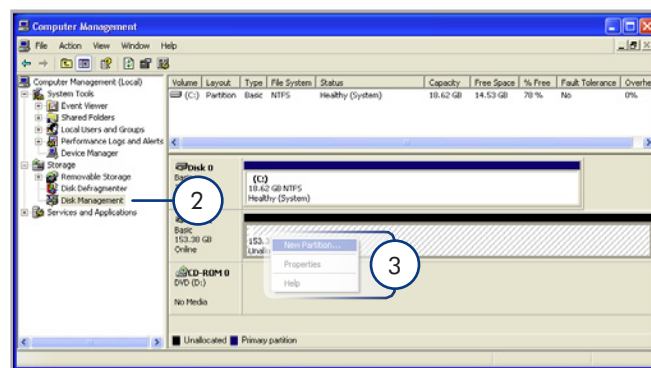 Computer Management
File Action View Window Help
Computer Management (Local)
System Tools
Event Viewer
Shared Folders
Local Users and Groups
Performance Logs and Alerts
Device Manager
Storage
Removable Storage
Disk Defragmenter
Disk Management
Services and Applications
Volume Layout Type File System Status Capacity Free Space % Free Fault Tolerance Overhe
(C:) Partition Basic NTFS Healthy (System) 18.62 GB 14.53 GB 78 % No 0%
Disk 0
(C:)
18.62 GB NTFS
Healthy (System)
2
Basic
153.38 GB
Online
153.3
Unallo
New Partition...
Properties
Help
3
CD-ROM 0
DVD (D:)
No Media
Unallocated Primary partition